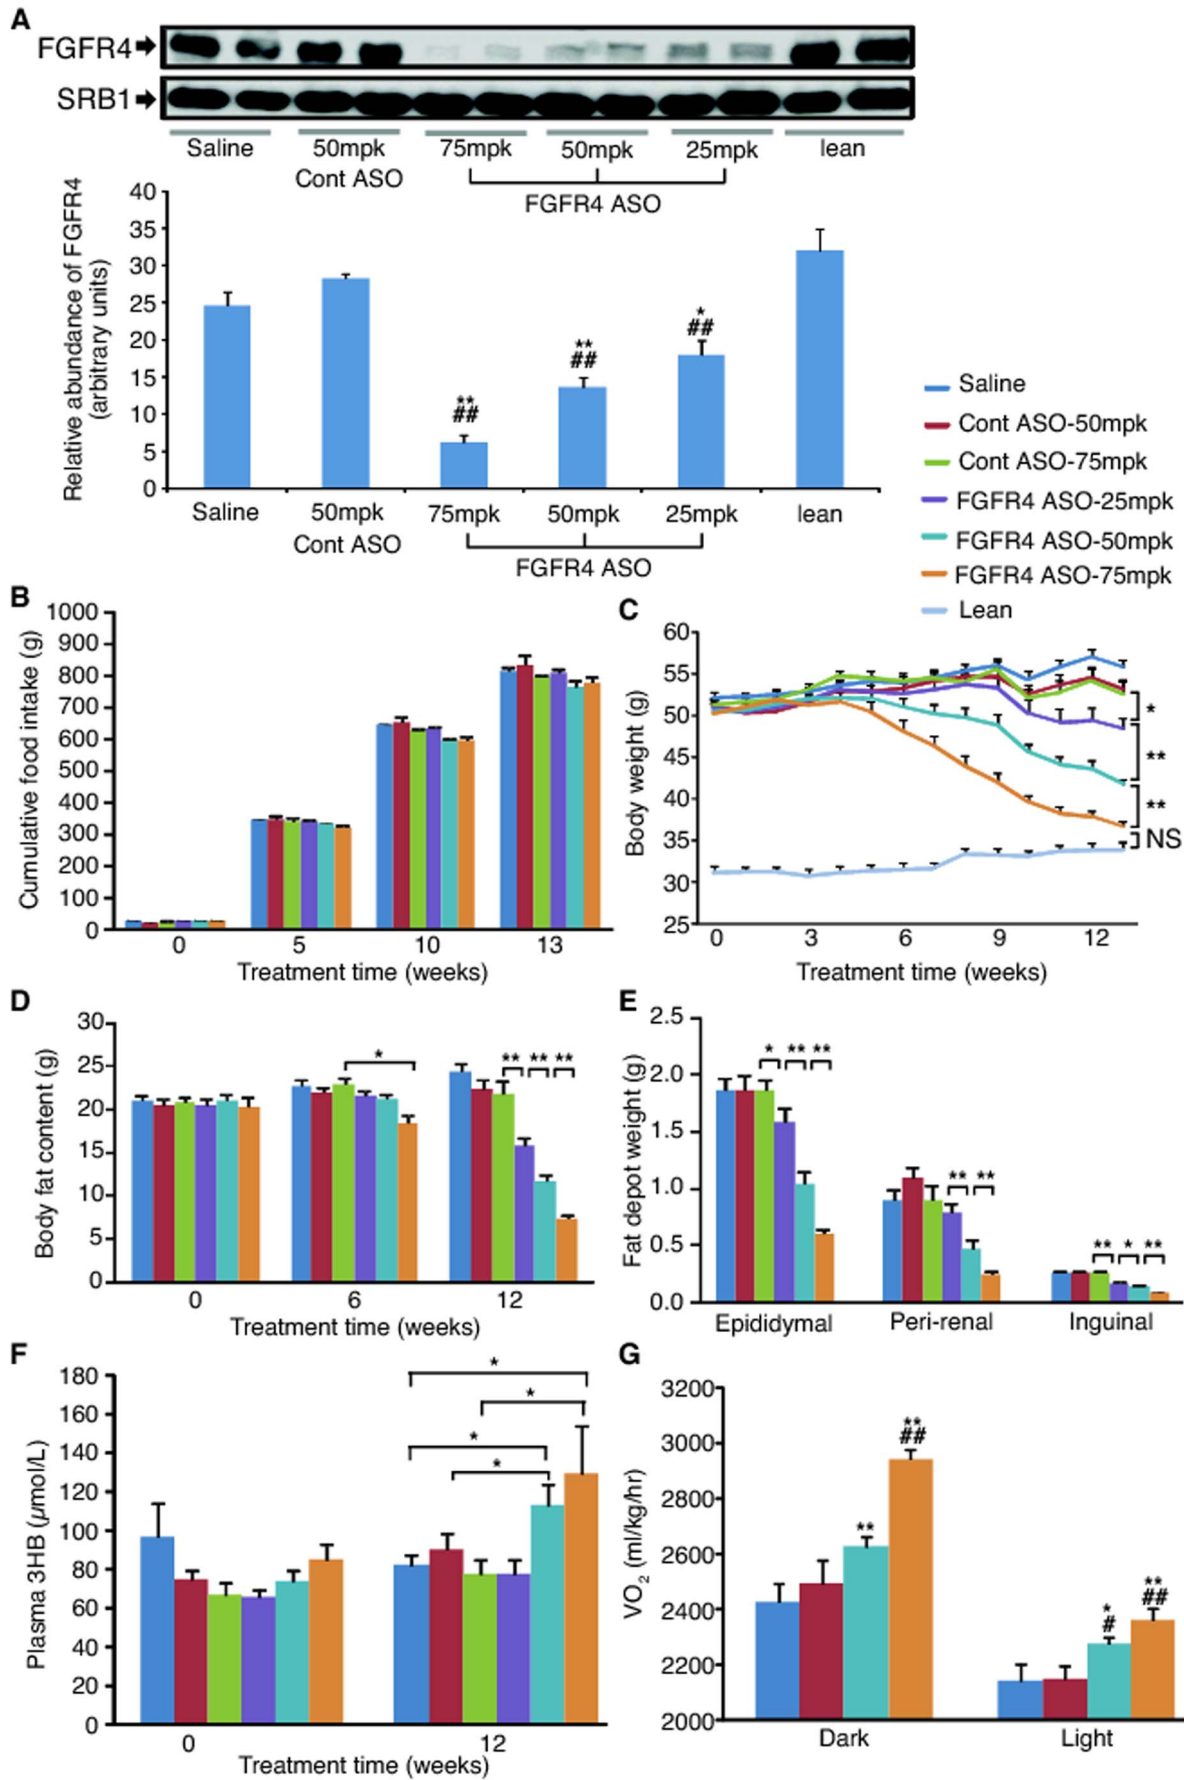 A
FGFR4
SRB1
Saline 50mpk 75mpk 50mpk 25mpk lean
Cont ASO
FGFR4 ASO
Relative abundance of FGFR4
(arbitrary units)
40
35
30
25
20
15
10
5
0
** ## ** ## * ##
Saline 50mpk 75mpk 50mpk 25mpk lean
Cont ASO
FGFR4 ASO
Saline
Cont ASO-50mpk
Cont ASO-75mpk
FGFR4 ASO-25mpk
FGFR4 ASO-50mpk
FGFR4 ASO-75mpk
Lean
B
Cumulative food intake (g)
1000
900
800
700
600
500
400
300
200
100
0
0 5 10 13
Treatment time (weeks)
C
Body weight (g)
60
55
50
45
40
35
30
25
*
**
**
NS
0 3 6 9 12
Treatment time (weeks)
D
Body fat content (g)
30
25
20
15
10
5
0
* ** ** **
0 6 12
Treatment time (weeks)
E
Fat depot weight (g)
2.5
2.0
1.5
1.0
0.5
0.0
* ** **
** **
** * **
Epididymal Peri-renal Inguinal
F
Plasma 3HB (µmol/L)
180
160
140
120
100
80
60
40
20
0
*
*
*
*
0 12
Treatment time (weeks)
G
VO2 (ml/kg/hr)
3200
3000
2800
2600
2400
2200
2000
**
**
##
*
#
**
##
Dark Light